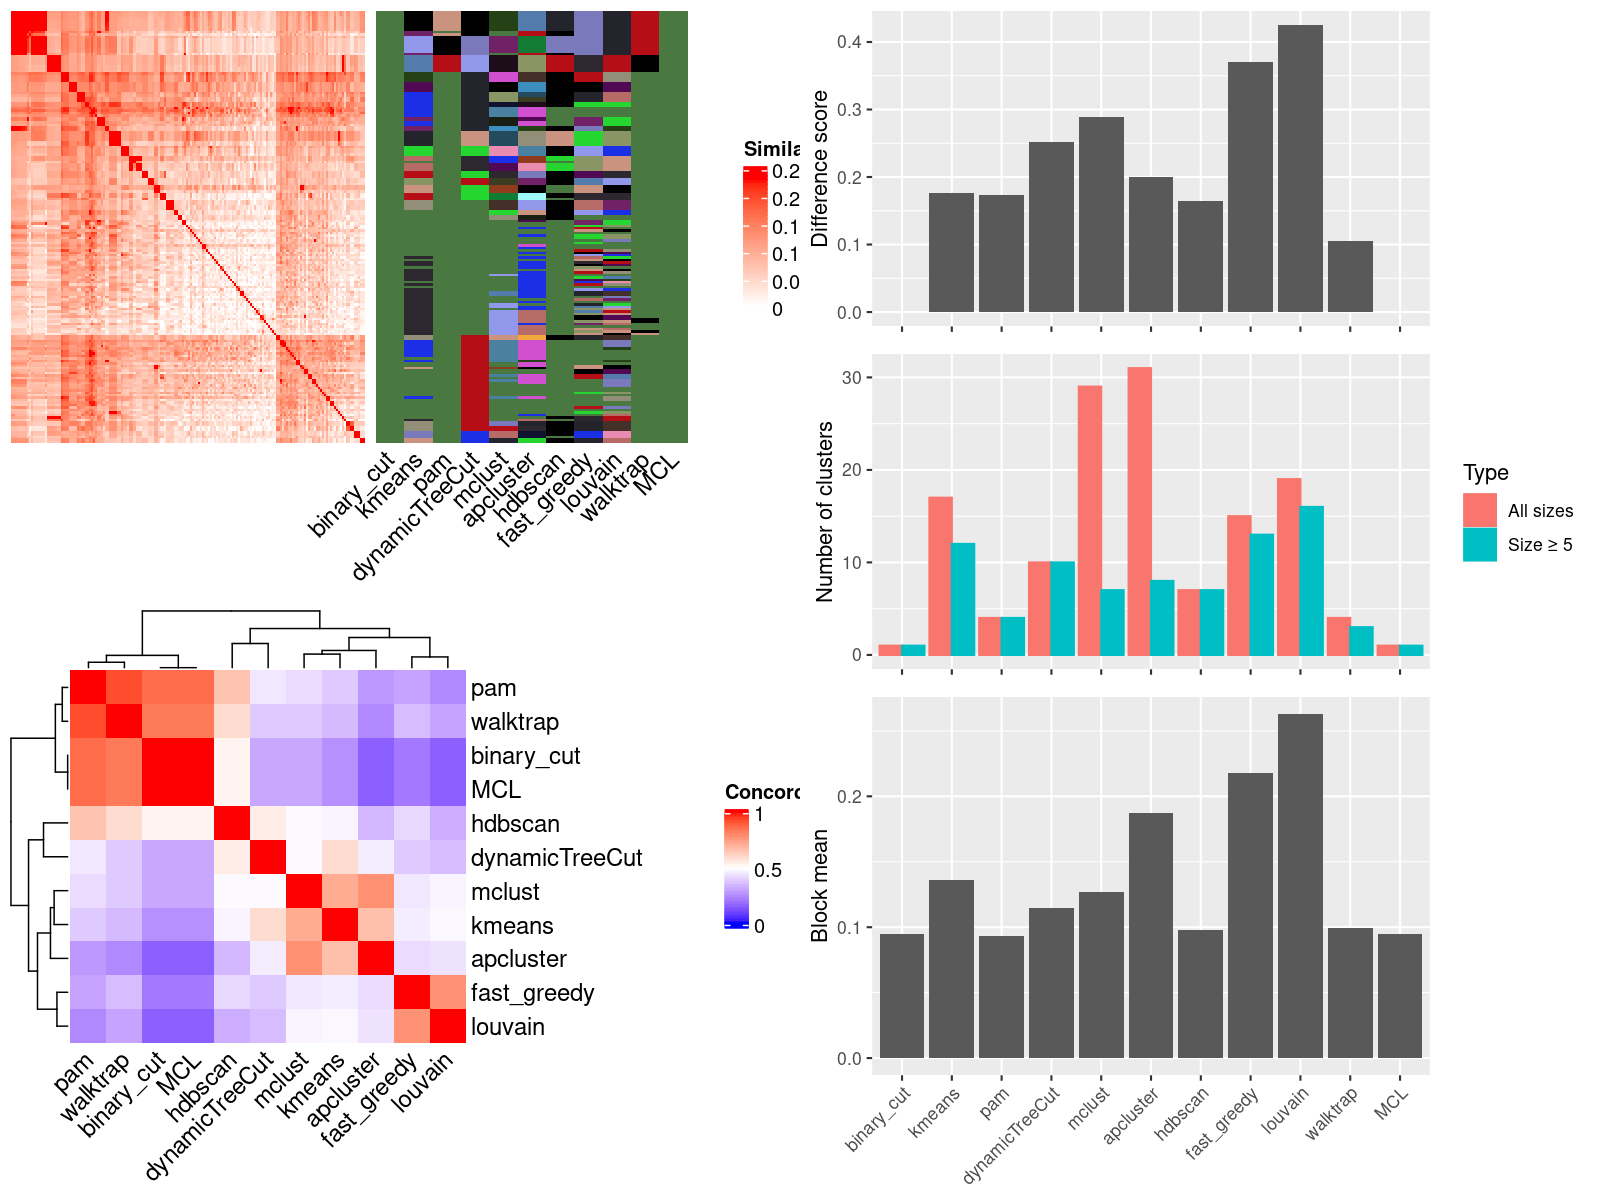 Simila
0.2
0.2
0.1
0.1
0.0
0
binary_cut
kmeans
pam
dynamicTreeCut
mclust
apcluster
hdbscan
fast_greedy
louvain
walktrap
MCL
pam
walktrap
binary_cut
MCL
hdbscan
dynamicTreeCut
mclust
kmeans
apcluster
fast_greedy
louvain
pam
walktrap
binary_cut
MCL
hdbscan
dynamicTreeCut
mclust
kmeans
apcluster
fast_greedy
louvain
Concord
1
0.5
0
Difference score
0.4
0.3
0.2
0.1
0.0
Number of clusters
30
20
10
0
Type
All sizes
Size ≥ 5
Block mean
0.2
0.1
0.0
binary_cut
kmeans
pam
dynamicTreeCut
mclust
apcluster
hdbscan
fast_greedy
louvain
walktrap
MCL